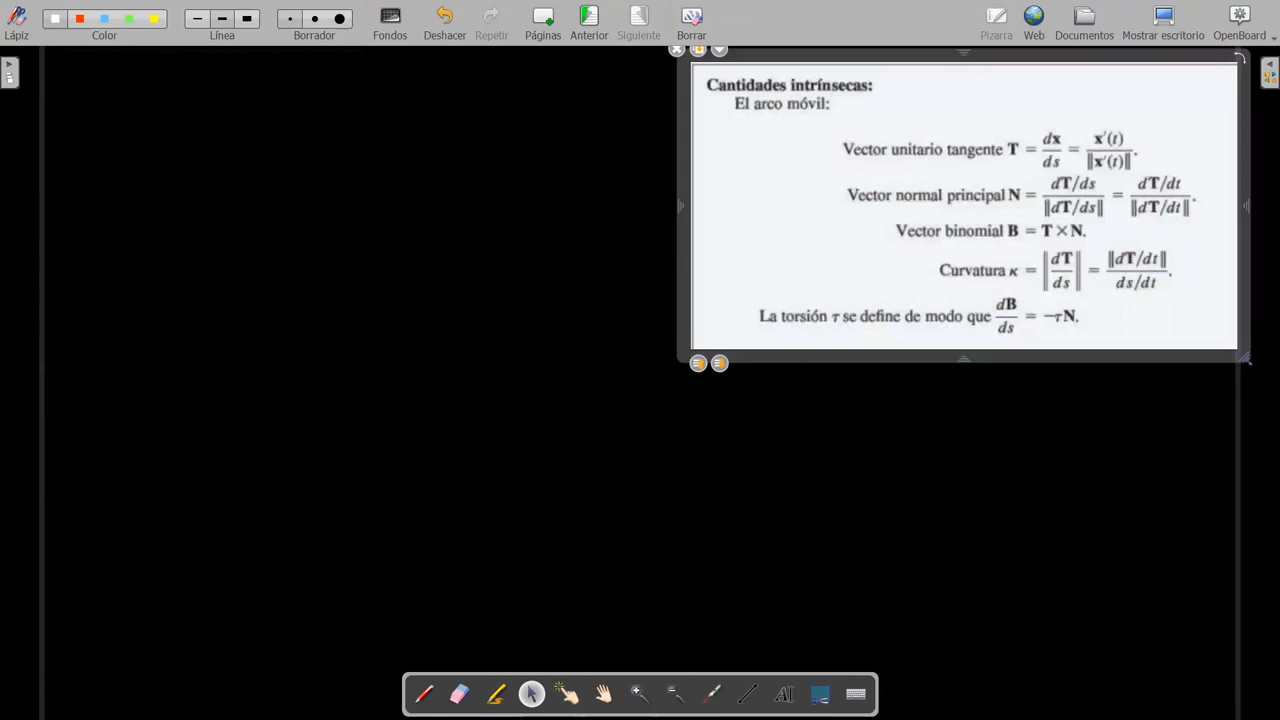 Lápiz Color Línea Borrador Fondos Deshacer Repetir Páginas Anterior Siguiente Borrar Pizarra Web Documentos Mostrar escritorio OpenBoard
Cantidades intrínsecas:
El arco móvil:
Vector unitario tangente T = dx/ds = x′(t)/‖x′(t)‖.
Vector normal principal N = dT/ds / ‖dT/ds‖ = dT/dt / ‖dT/dt‖.
Vector binomial B = T × N.
Curvatura κ = ‖dT/ds‖ = ‖dT/dt‖ / ds/dt.
La torsión τ se define de modo que dB/ds = −τN.
AI